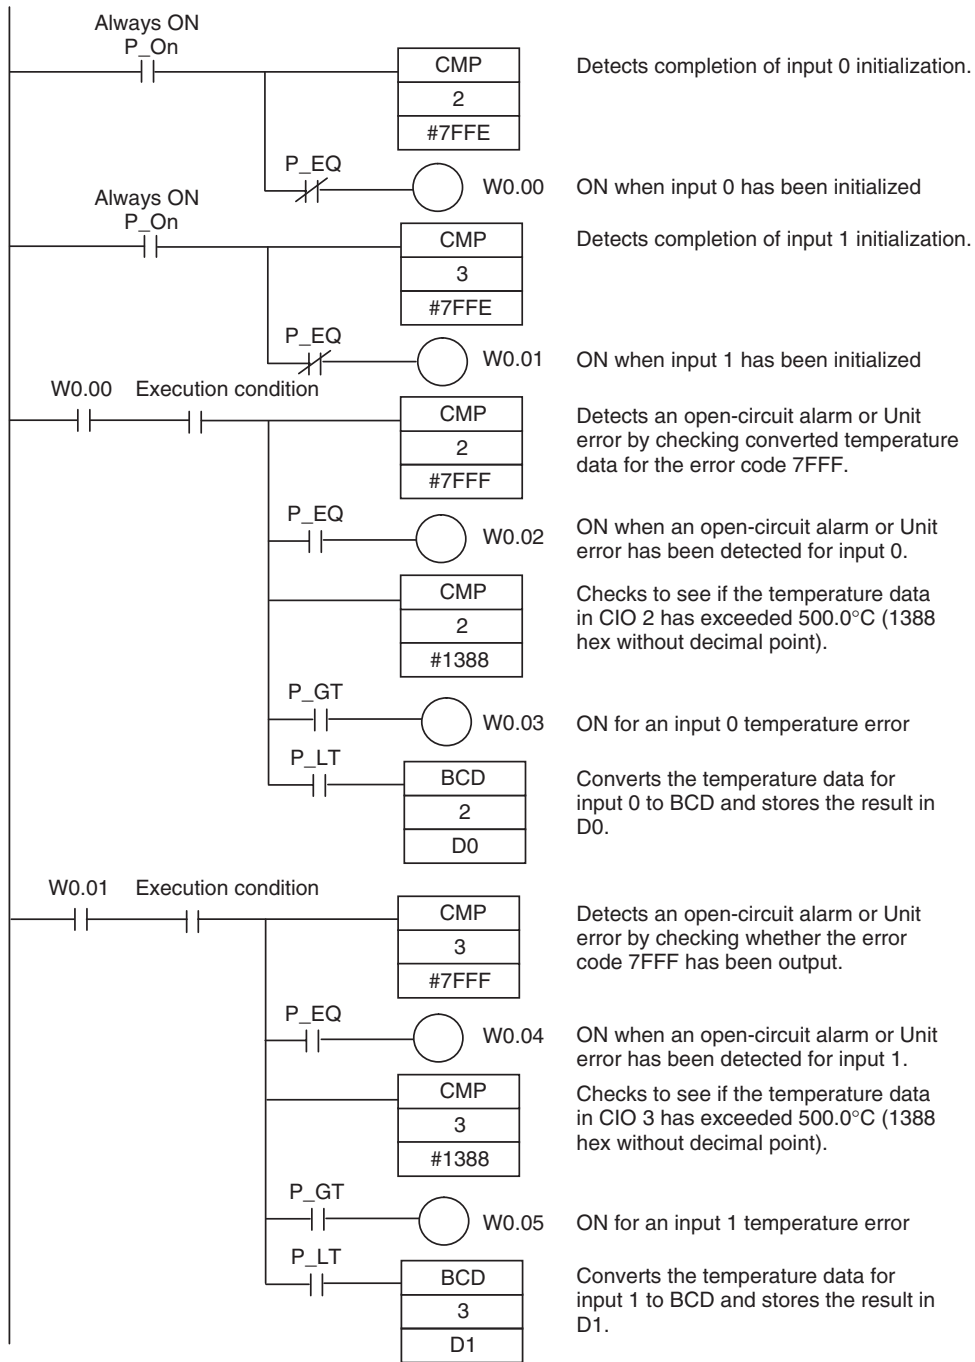 Always ON
P_On
CMP
2
#7FFE
Detects completion of input 0 initialization.
P_EQ
W0.00
ON when input 0 has been initialized
Always ON
P_On
CMP
3
#7FFE
Detects completion of input 1 initialization.
P_EQ
W0.01
ON when input 1 has been initialized
W0.00 Execution condition
CMP
2
#7FFF
Detects an open-circuit alarm or Unit
error by checking converted temperature
data for the error code 7FFF.
P_EQ
W0.02
ON when an open-circuit alarm or Unit
error has been detected for input 0.
CMP
2
#1388
Checks to see if the temperature data
in CIO 2 has exceeded 500.0°C (1388
hex without decimal point).
P_GT
W0.03
ON for an input 0 temperature error
P_LT
BCD
2
D0
Converts the temperature data for
input 0 to BCD and stores the result in
D0.
W0.01 Execution condition
CMP
3
#7FFF
Detects an open-circuit alarm or Unit
error by checking whether the error
code 7FFF has been output.
P_EQ
W0.04
ON when an open-circuit alarm or Unit
error has been detected for input 1.
CMP
3
#1388
Checks to see if the temperature data
in CIO 3 has exceeded 500.0°C (1388
hex without decimal point).
P_GT
W0.05
ON for an input 1 temperature error
P_LT
BCD
3
D1
Converts the temperature data for
input 1 to BCD and stores the result in
D1.